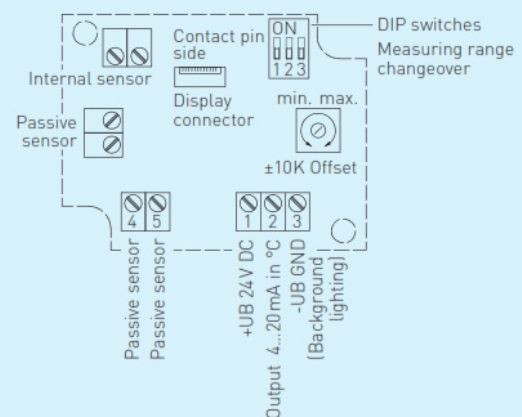 ON
1 2 3
DIP switches
Measuring range
changeover
Contact pin
side
Internal sensor
Display
connector
min. max.
Passive
sensor
±10K Offset
4 5
1 2 3
Passive sensor
Passive sensor
+UB 24V DC
Output 4...20mA in °C
-UB GND
(Background
lighting)